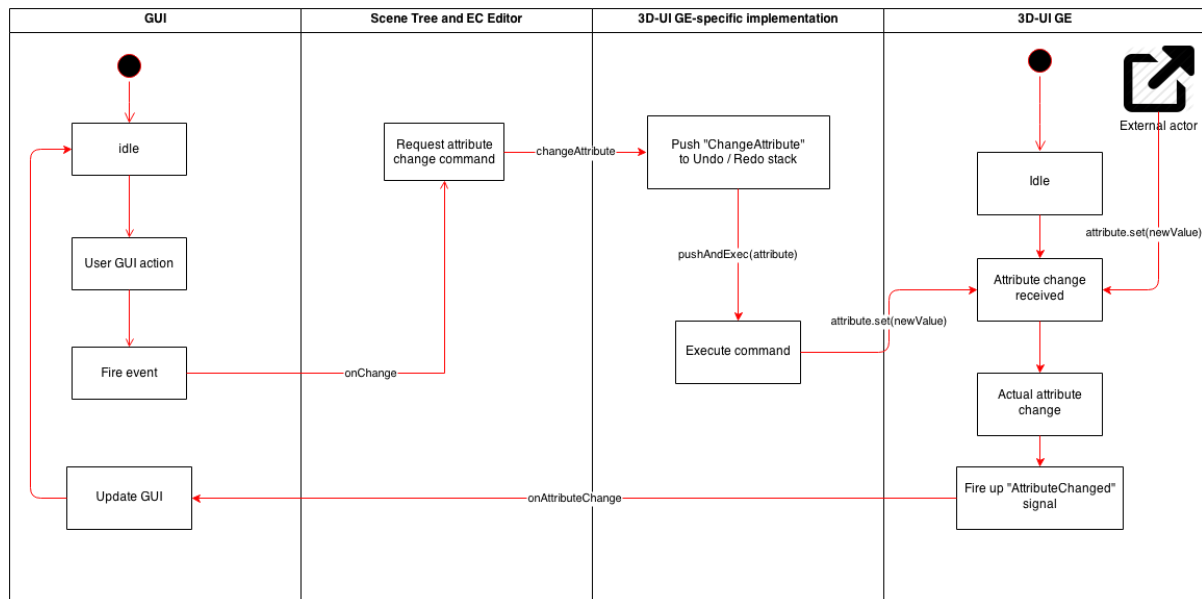 GUI
Scene Tree and EC Editor
3D-UI GE-specific implementation
3D-UI GE
External actor
idle
Request attribute
change command
changeAttribute
Push "ChangeAttribute"
to Undo / Redo stack
Idle
attribute.set(newValue)
User GUI action
pushAndExec(attribute)
Attribute change
received
attribute.set(newValue)
Execute command
Fire event
onChange
Actual attribute
change
Update GUI
onAttributeChange
Fire up "AttributeChanged"
signal